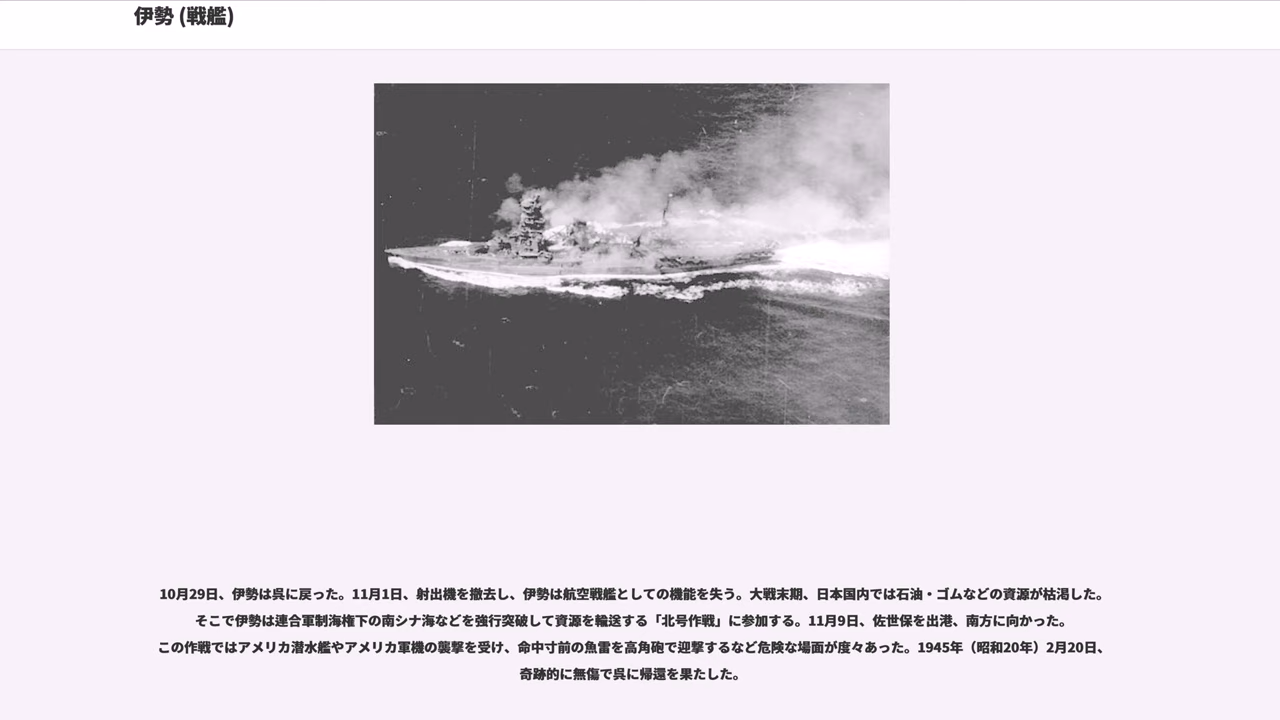 伊勢 (戦艦)
10月29日、伊勢は呉に戻った。11月1日、射出機を撤去し、伊勢は航空戦艦としての機能を失う。大戦末期、日本国内では石油・ゴムなどの資源が枯渇した。
そこで伊勢は連合軍制海権下の南シナ海などを強行突破して資源を輸送する「北号作戦」に参加する。11月9日、佐世保を出港、南方に向かった。
この作戦ではアメリカ潜水艦やアメリカ軍機の襲撃を受け、命中寸前の魚雷を高角砲で迎撃するなど危険な場面が度々あった。1945年（昭和20年）2月20日、
奇跡的に無傷で呉に帰還を果たした。